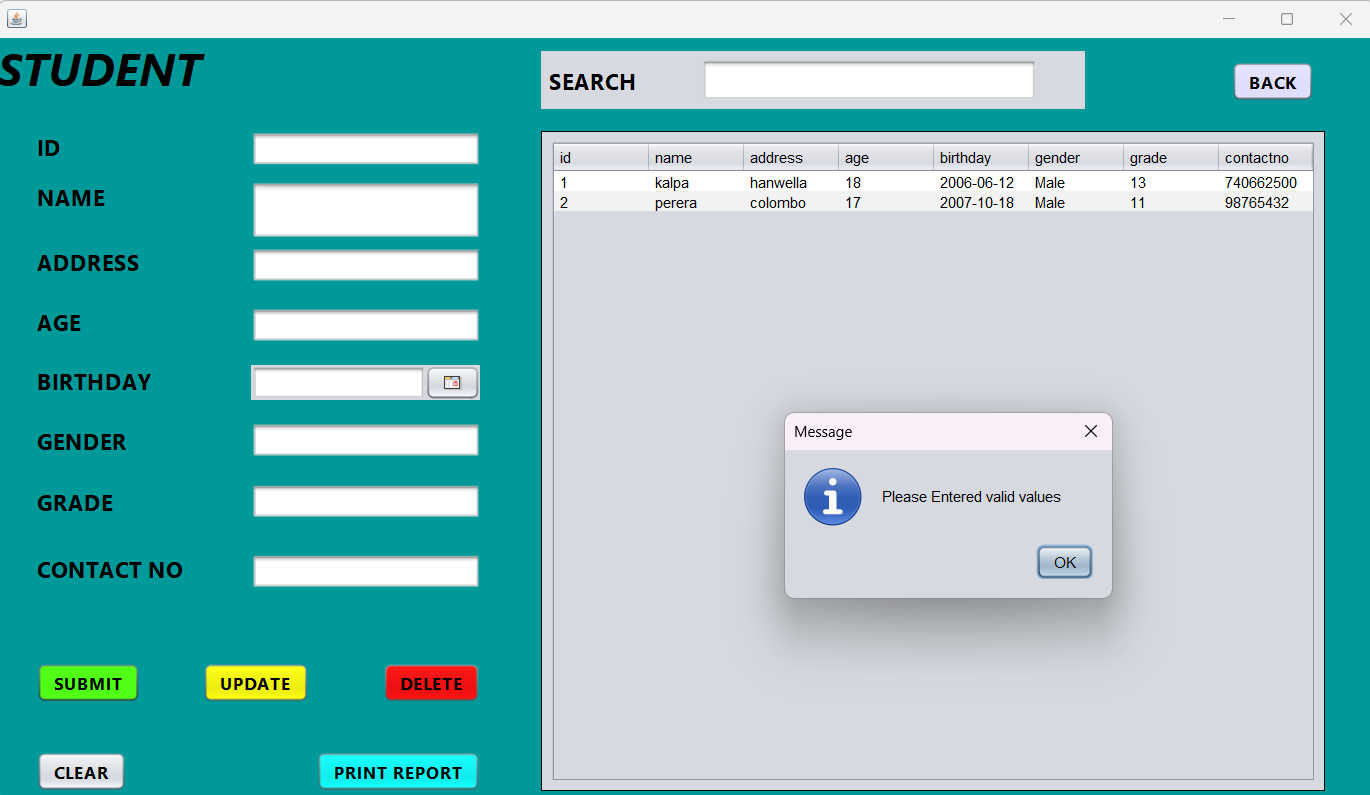 STUDENT
SEARCH
BACK
ID
NAME
ADDRESS
AGE
BIRTHDAY
GENDER
GRADE
CONTACT NO
SUBMIT UPDATE DELETE
CLEAR PRINT REPORT
id name address age birthday gender grade contactno
1 kalpa hanwella 18 2006-06-12 Male 13 740662500
2 perera colombo 17 2007-10-18 Male 11 98765432
Message
Please Entered valid values
OK